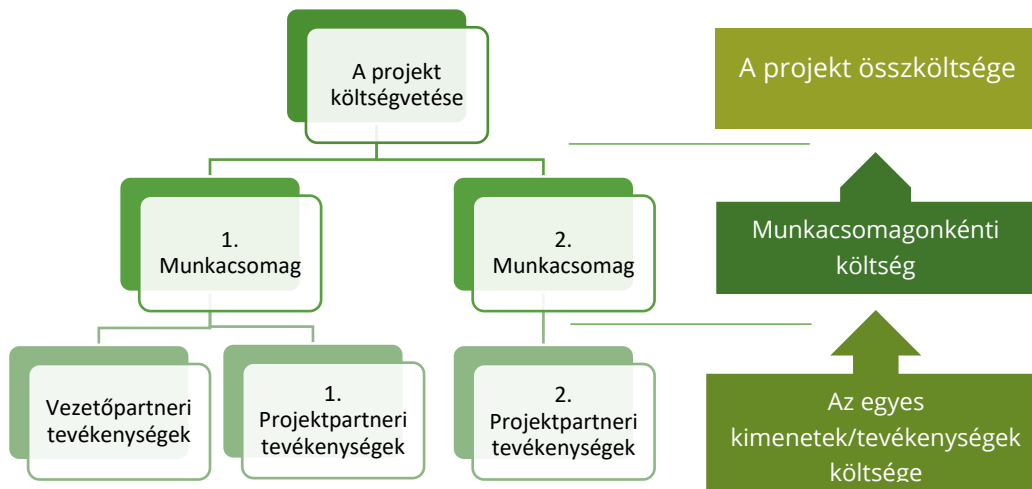 A projekt
költségvetése
A projekt összköltsége
1.
Munkacsomag
2.
Munkacsomag
Munkacsomagonkénti
költség
Vezetőpartneri
tevékenységek
1.
Projektpartneri
tevékenységek
2.
Projektpartneri
tevékenységek
Az egyes
kimenetek/tevékenységek
költsége